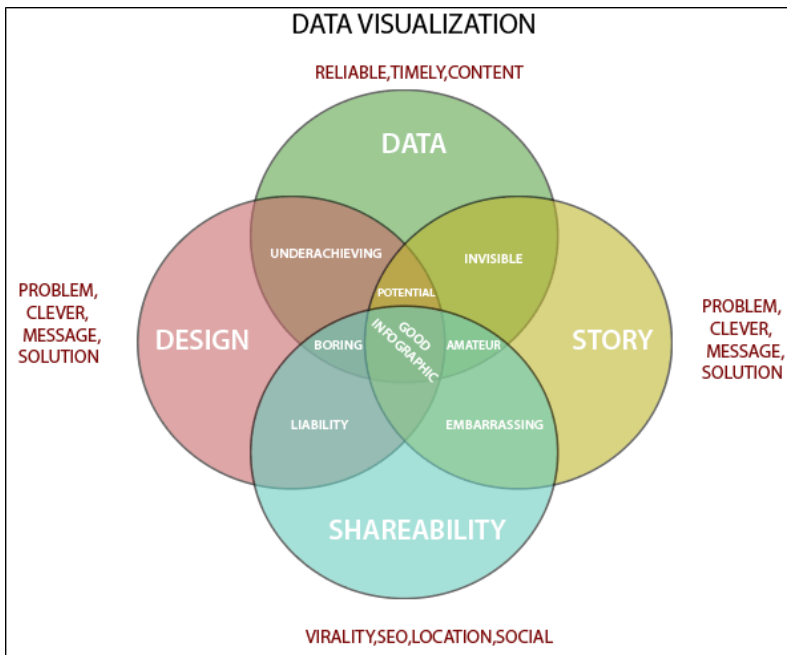 DATA VISUALIZATION
RELIABLE,TIMELY,CONTENT
DATA
UNDERACHIEVING
INVISIBLE
POTENTIAL
PROBLEM,
CLEVER,
MESSAGE,
SOLUTION
DESIGN
BORING
GOOD
INFOGRAPHIC
AMATEUR
STORY
PROBLEM,
CLEVER,
MESSAGE,
SOLUTION
LIABILITY
EMBARRASSING
SHAREABILITY
VIRALITY,SEO,LOCATION,SOCIAL